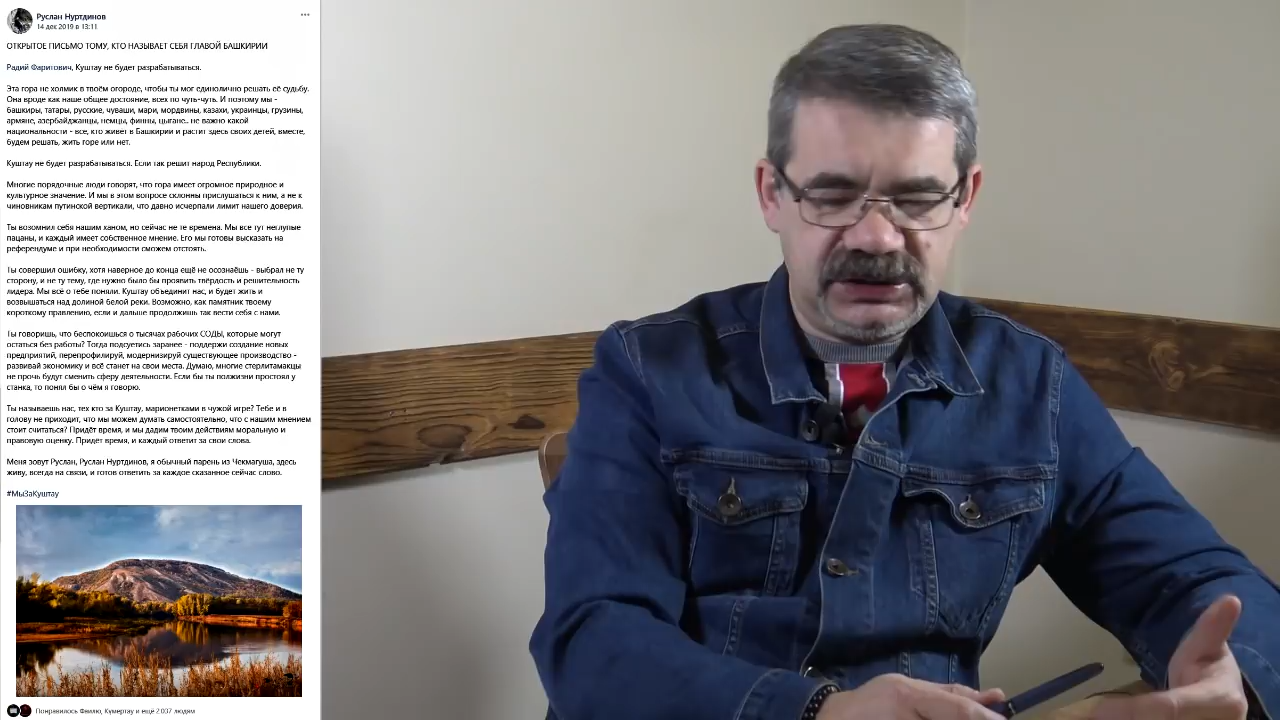 Руслан Нуртдинов
14 дек 2019 в 13:11
ОТКРЫТОЕ ПИСЬМО ТОМУ, КТО НАЗЫВАЕТ СЕБЯ ГЛАВОЙ БАШКИРИИ
Радий Фаритович, Куштау не будет разрабатываться.
Эта гора не холмик в твоём огороде, чтобы ты мог единолично решать её судьбу.
Она вроде как наше общее достояние, всех по чуть-чуть. И поэтому мы -
башкиры, татары, русские, чуваши, мари, мордвины, казахи, украинцы, грузины,
армяне, азербайджанцы, немцы, финны, цыгане.. не важно какой
национальности - все, кто живёт в Башкирии и растит здесь своих детей, вместе,
будем решать, жить горе или нет.
Куштау не будет разрабатываться. Если так решит народ Республики.
Многие порядочные люди говорят, что гора имеет огромное природное и
культурное значение. И мы в этом вопросе склонны прислушаться к ним, а не к
чиновникам путинской вертикали, что давно исчерпали лимит нашего доверия.
Ты возомнил себя нашим ханом, но сейчас не те времена. Мы все тут неглупые
пацаны, и каждый имеет собственное мнение. Его мы готовы высказать на
референдуме и при необходимости сможем отстоять.
Ты совершил ошибку, хотя наверное до конца ещё не осознаёшь - выбрал не ту
сторону, и не ту тему, где нужно было бы проявить твёрдость и решительность
лидера. Мы всё о тебе поняли. Куштау объединит нас, и будет жить и
возвышаться над долиной белой реки. Возможно, как памятник твоему
короткому правлению, если и дальше продолжишь так вести себя с нами.
Ты говоришь, что беспокоишься о тысячах рабочих СОДЫ, которые могут
остаться без работы? Тогда подсуетись заранее - поддержи создание новых
предприятий, перепрофилируй, модернизируй существующее производство -
развивай экономику и всё станет на свои места. Думаю, многие стерлитамакцы
не прочь будут сменить сферу деятельности. Если бы ты полжизни простоял у
станка, то понял бы о чём я говорю.
Ты называешь нас, тех кто за Куштау, марионетками в чужой игре? Тебе и в
голову не приходит, что мы можем думать самостоятельно, что с нашим мнением
стоит считаться? Придёт время, и мы дадим твоим действиям моральную и
правовую оценку. Придёт время, и каждый ответит за свои слова.
Меня зовут Руслан, Руслан Нуртдинов, я обычный парень из Чекмагуша, здесь
живу, всегда на связи, и готов ответить за каждое сказанное сейчас слово.
#МыЗаКуштау
Понравилось Фаилю, Кумертау и ещё 2 037 людям